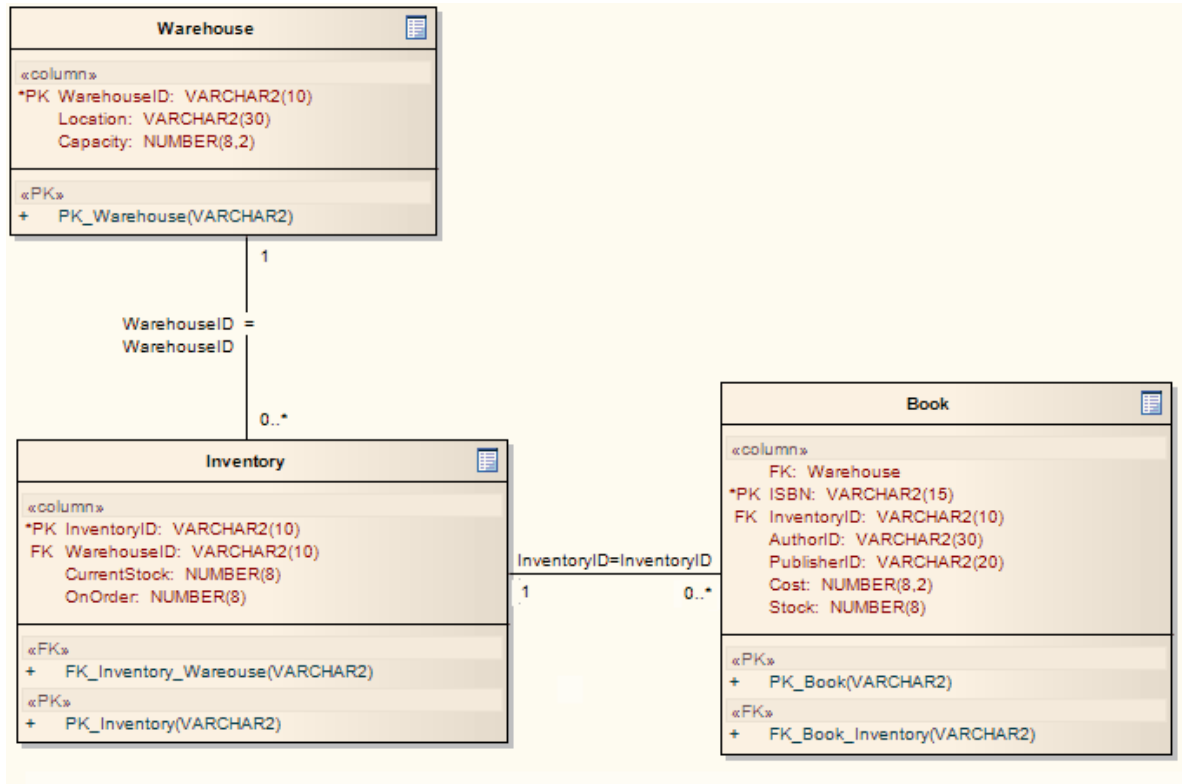 Warehouse
«column»
*PK WarehouseID: VARCHAR2(10)
Location: VARCHAR2(30)
Capacity: NUMBER(8,2)
«PK»
+ PK_Warehouse(VARCHAR2)
1
WarehouseID =
WarehouseID
0..*
Inventory
«column»
*PK InventoryID: VARCHAR2(10)
FK WarehouseID: VARCHAR2(10)
CurrentStock: NUMBER(8)
OnOrder: NUMBER(8)
«FK»
+ FK_Inventory_Wareouse(VARCHAR2)
«PK»
+ PK_Inventory(VARCHAR2)
InventoryID=InventoryID
1
0..*
Book
«column»
FK: Warehouse
*PK ISBN: VARCHAR2(15)
FK InventoryID: VARCHAR2(10)
AuthorID: VARCHAR2(30)
PublisherID: VARCHAR2(20)
Cost: NUMBER(8,2)
Stock: NUMBER(8)
«PK»
+ PK_Book(VARCHAR2)
«FK»
+ FK_Book_Inventory(VARCHAR2)